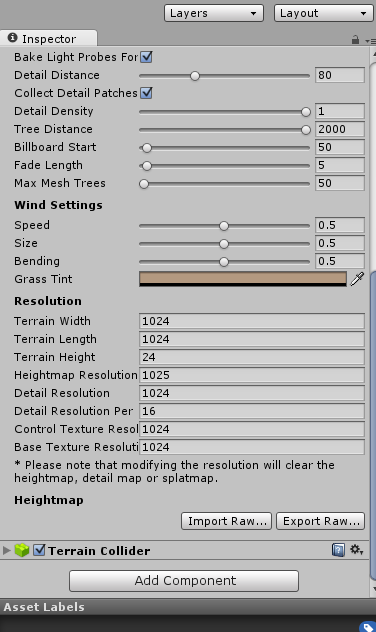 Layers Layout
Inspector
Bake Light Probes For
Detail Distance 80
Collect Detail Patches
Detail Density 1
Tree Distance 2000
Billboard Start 50
Fade Length 5
Max Mesh Trees 50
Wind Settings
Speed 0.5
Size 0.5
Bending 0.5
Grass Tint
Resolution
Terrain Width 1024
Terrain Length 1024
Terrain Height 24
Heightmap Resolution 1025
Detail Resolution 1024
Detail Resolution Per 16
Control Texture Resol 1024
Base Texture Resoluti 1024
* Please note that modifying the resolution will clear the
heightmap, detail map or splatmap.
Heightmap
Import Raw... Export Raw...
Terrain Collider
Add Component
Asset Labels